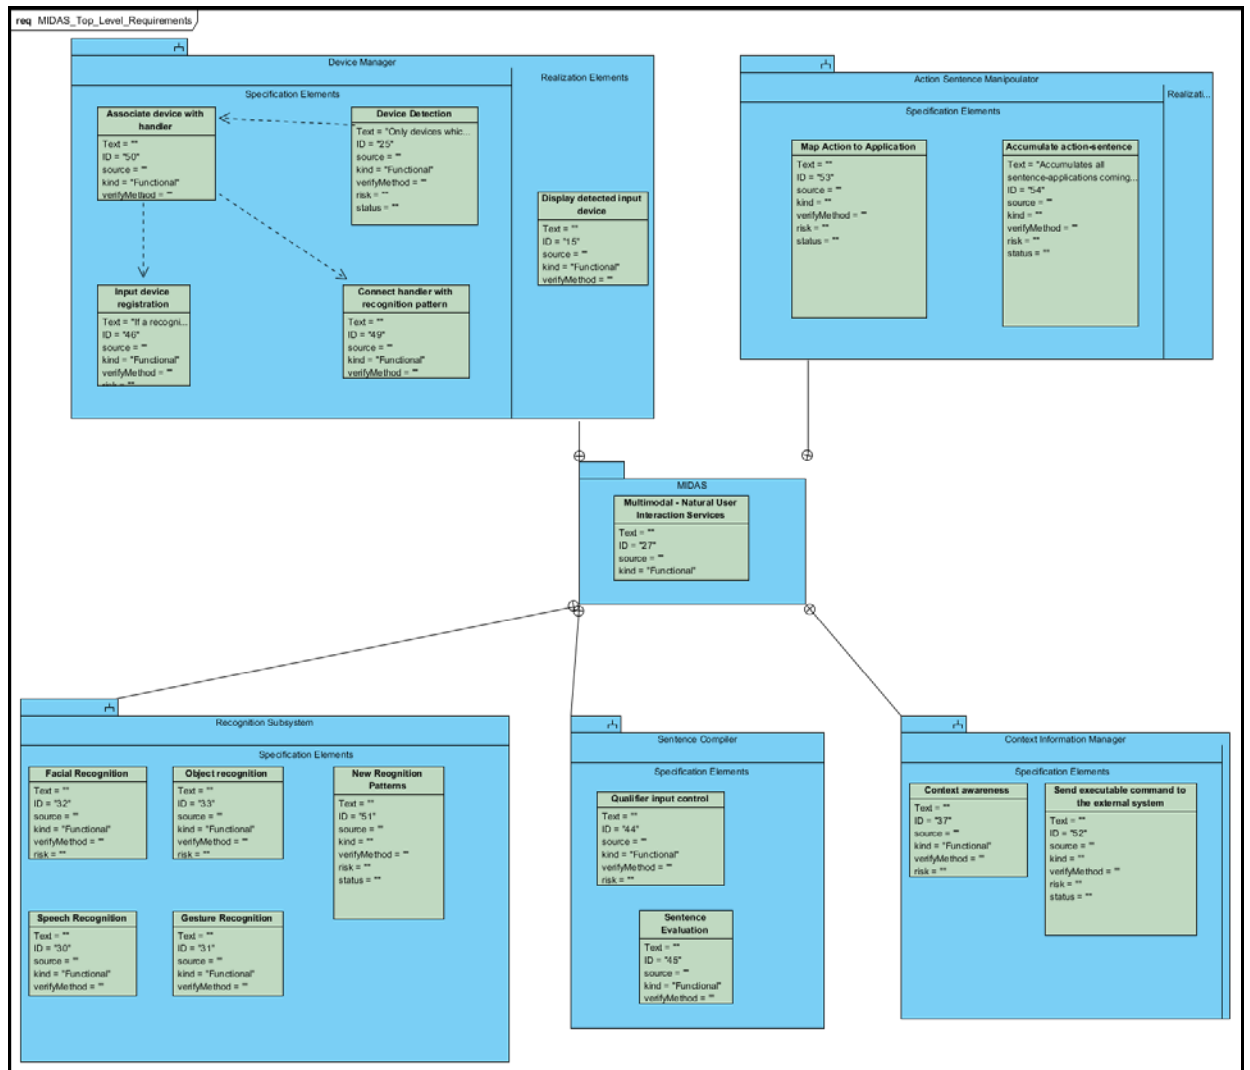 req MIDAS_Top_Level_Requirements
Device Manager
Specification Elements
Realization Elements
Associate device with
handler
Text = ""
ID = "50"
source = ""
kind = "Functional"
verifyMethod = ""
Device Detection
Text = "Only devices whic...
ID = "25"
source = ""
kind = "Functional"
verifyMethod = ""
risk = ""
status = ""
Display detected input
device
Text = ""
ID = "15"
source = ""
kind = "Functional"
verifyMethod = ""
Input device
registration
Text = "If a recogni...
ID = "46"
source = ""
kind = "Functional"
verifyMethod = ""
risk = ""
Connect handler with
recognition pattern
Text = ""
ID = "49"
source = ""
kind = "Functional"
verifyMethod = ""
Action Sentence Manipoulator
Specification Elements
Realizati...
Map Action to Application
Text = ""
ID = "53"
source = ""
kind = ""
verifyMethod = ""
risk = ""
status = ""
Accumulate action-sentence
Text = "Accumulates all
sentence-applications coming...
ID = "54"
source = ""
kind = ""
verifyMethod = ""
risk = ""
status = ""
MIDAS
Multimodal - Natural User
Interaction Services
Text = ""
ID = "27"
source = ""
kind = "Functional"
Recognition Subsystem
Specification Elements
Facial Recognition
Text = ""
ID = "32"
source = ""
kind = "Functional"
verifyMethod = ""
risk = ""
Object recognition
Text = ""
ID = "33"
source = ""
kind = "Functional"
verifyMethod = ""
risk = ""
New Reognition
Patterns
Text = ""
ID = "51"
source = ""
kind = ""
verifyMethod = ""
risk = ""
status = ""
Speech Recognition
Text = ""
ID = "30"
source = ""
kind = "Functional"
verifyMethod = ""
Gesture Recognition
Text = ""
ID = "31"
source = ""
kind = "Functional"
verifyMethod = ""
Sentence Compiler
Specification Elements
Qualifier input control
Text = ""
ID = "44"
source = ""
kind = "Functional"
verifyMethod = ""
risk = ""
Sentence
Evaluation
Text = ""
ID = "45"
source = ""
kind = "Functional"
verifyMethod = ""
Context Information Manager
Specification Elements
Context awareness
Text = ""
ID = "37"
source = ""
kind = "Functional"
verifyMethod = ""
risk = ""
Send executable command to
the external system
Text = ""
ID = "52"
source = ""
kind = ""
verifyMethod = ""
risk = ""
status = ""